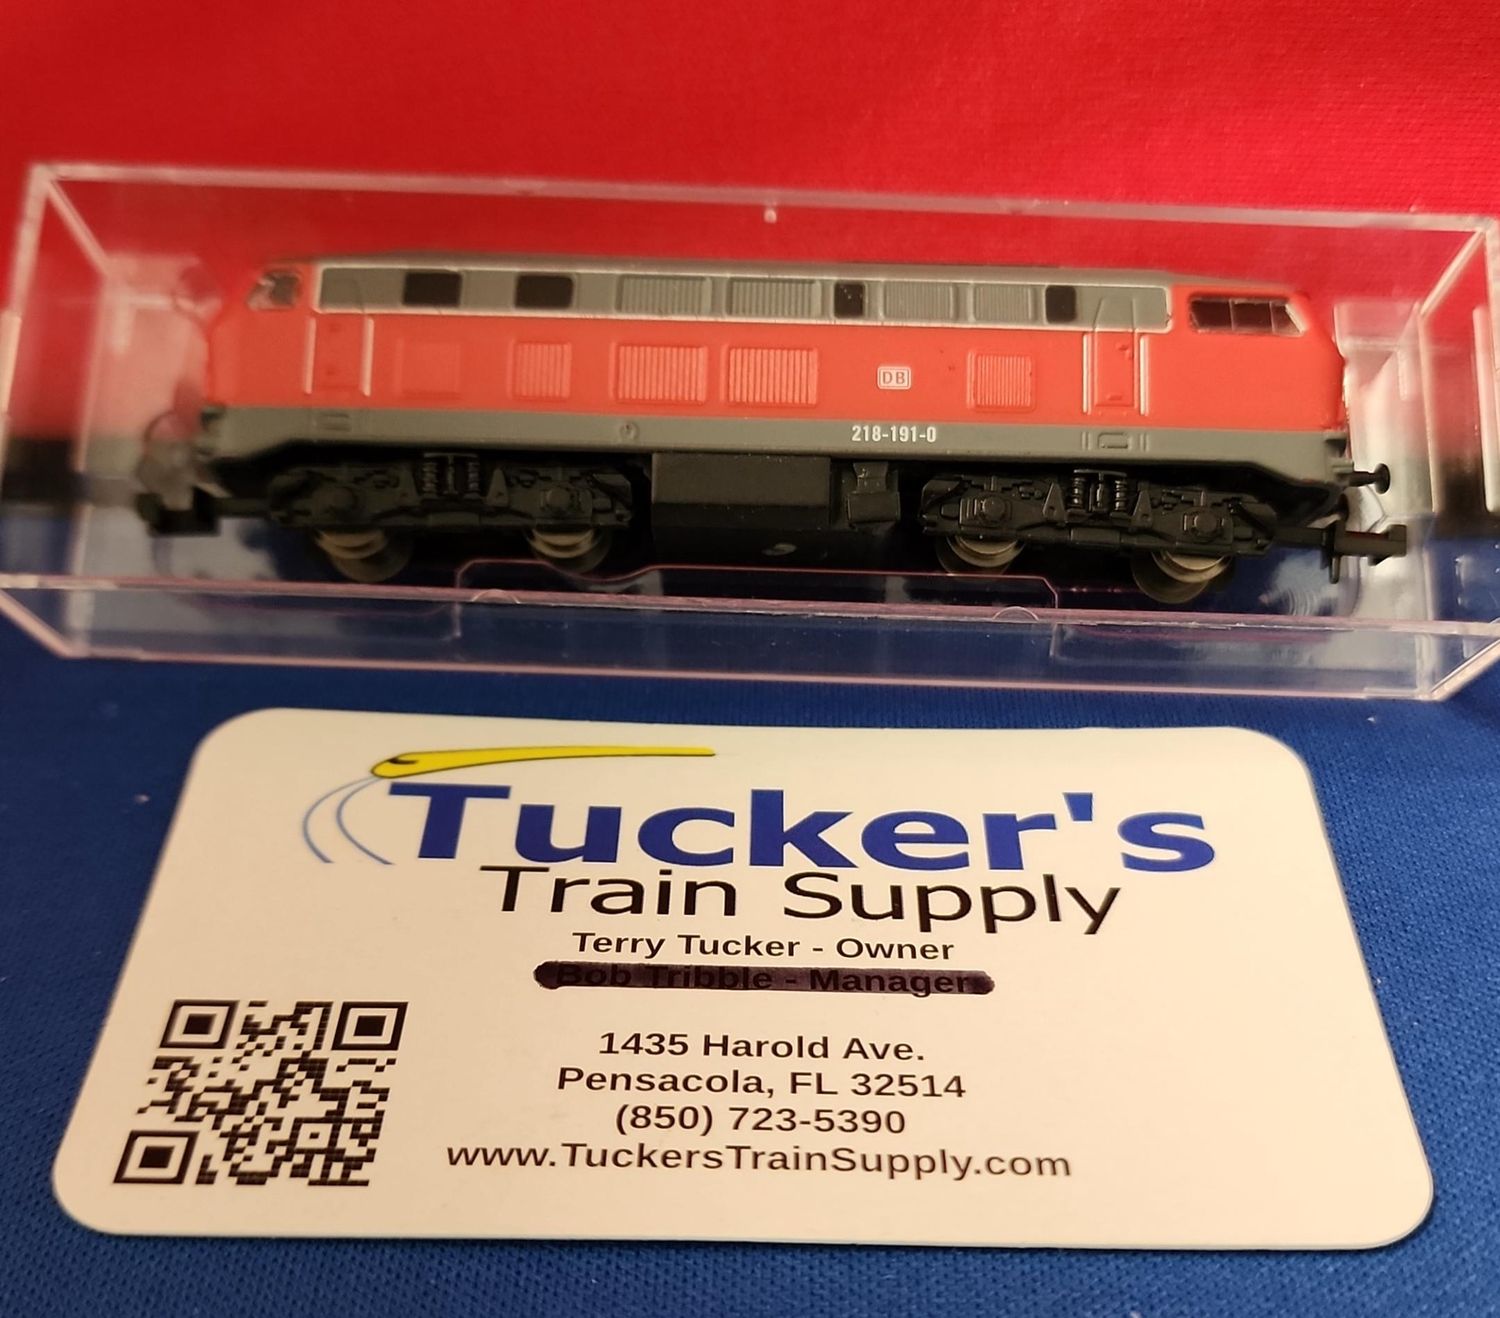 DB
218-191-0
Tucker's
Train Supply
Terry Tucker - Owner
Bob Tribble - Manager
1435 Harold Ave.
Pensacola, FL 32514
(850) 723-5390
www.TuckersTrainSupply.com